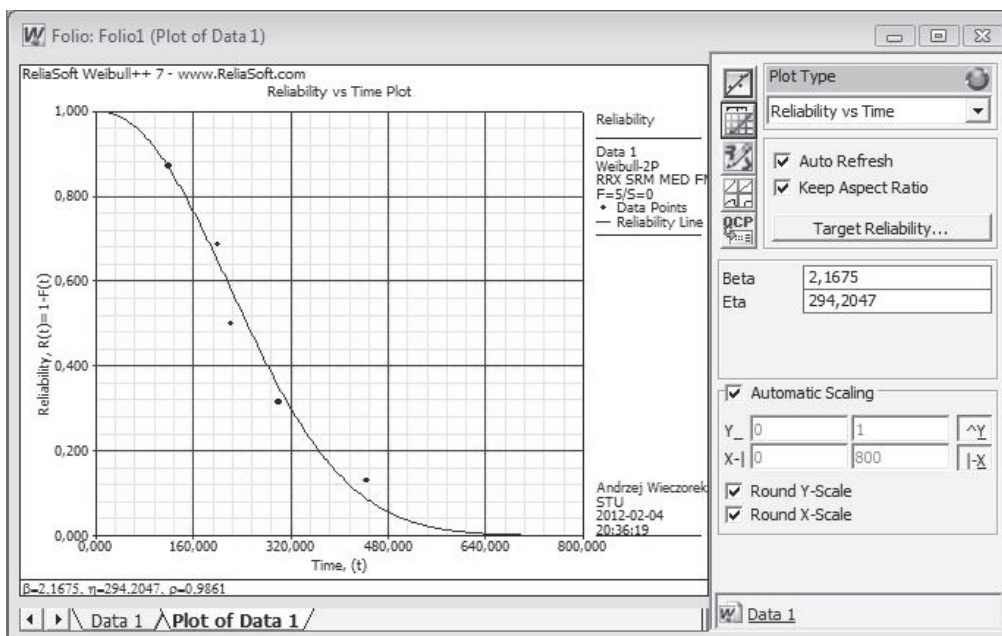 Folio: Folio1 (Plot of Data 1)
ReliaSoft Weibull++ 7 - www.ReliaSoft.com
Reliability vs Time Plot
Reliability, R(t)= 1-F(t)
1,000
0,800
0,600
0,400
0,200
0,000
0,000
160,000
320,000
480,000
640,000
800,000
Time, (t)
Reliability
Data 1
Weibull-2P
RRX SRM MED FM
F=5/S=0
Data Points
Reliability Line
Andrzej Wieczorek
STU
2012-02-04
20:36:19
β=2,1675, η=294,2047, ρ=0,9861
Data 1
Plot of Data 1
Plot Type
Reliability vs Time
Auto Refresh
Keep Aspect Ratio
QCP
Target Reliability...
Beta 2,1675
Eta 294,2047
Automatic Scaling
Y_ 0 1 ^Y
X-| 0 800 |-X
Round Y-Scale
Round X-Scale
Data 1